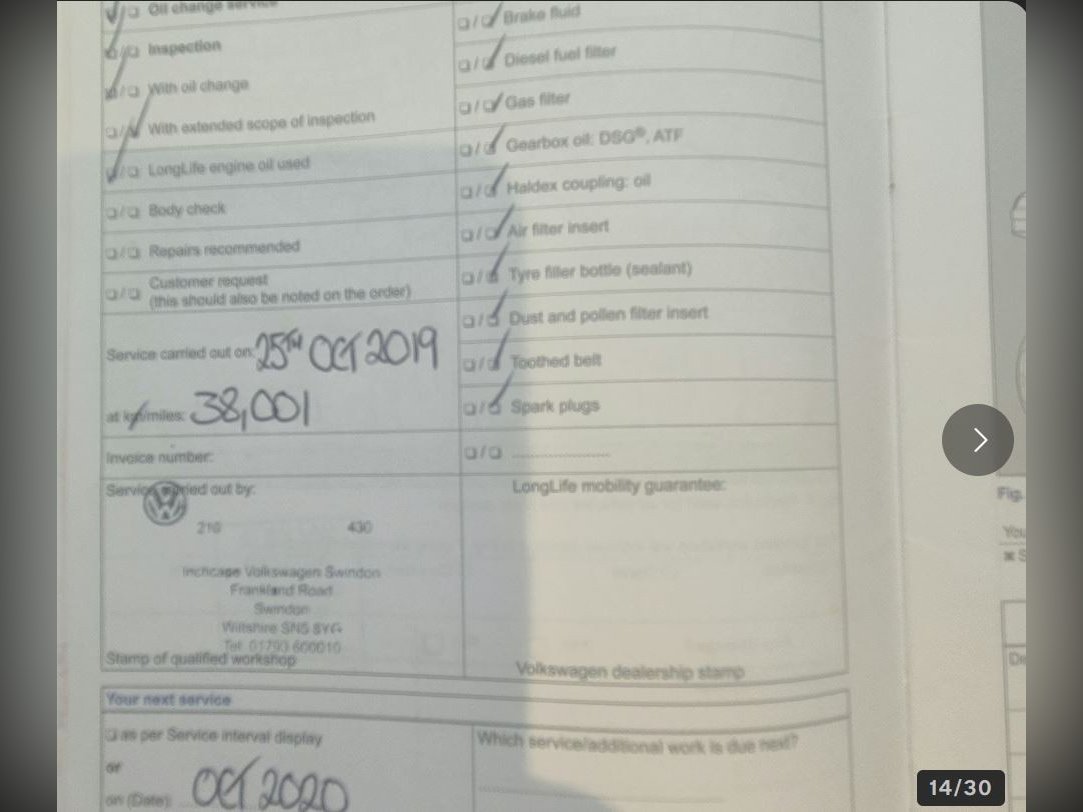 Oil change service
Inspection
With oil change
With extended scope of inspection
LongLife engine oil used
Body check
Repairs recommended
Customer request
(this should also be noted on the order)
Service carried out on: 25TH OCT 2019
at km/miles: 38,001
Invoice number:
Service carried out by:
210 430
Inchcape Volkswagen Swindon
Frankland Road
Swindon
Wiltshire SN5 8YG
Tel: 01793 600010
Stamp of qualified workshop
Brake fluid
Diesel fuel filter
Gas filter
Gearbox oil: DSG®, ATF
Haldex coupling: oil
Air filter insert
Tyre filler bottle (sealant)
Dust and pollen filter insert
Toothed belt
Spark plugs
LongLife mobility guarantee:
Volkswagen dealership stamp
Your next service
as per Service interval display
or
on (Date): OCT 2020
Which service/additional work is due next?
Fig.
You
14/30